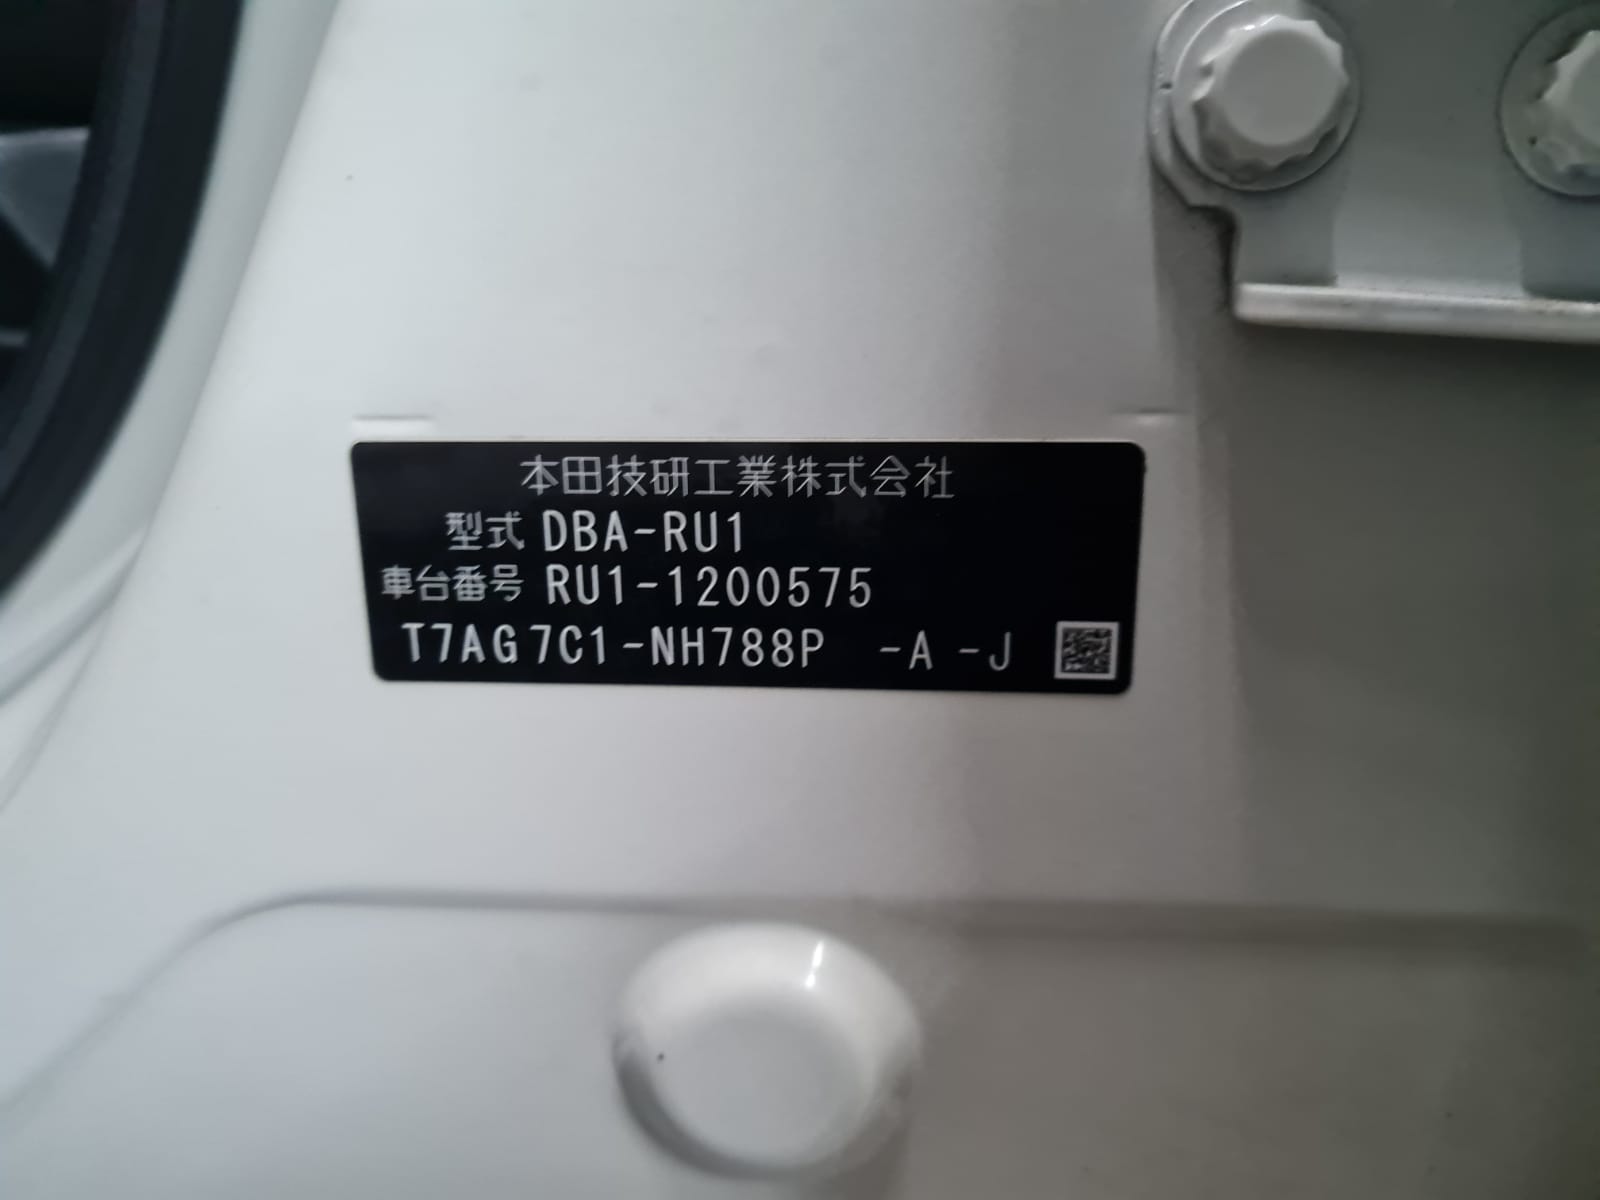 本田技研工業株式会社
型式 DBA-RU1
車台番号 RU1-1200575
T7AG7C1-NH788P -A -J